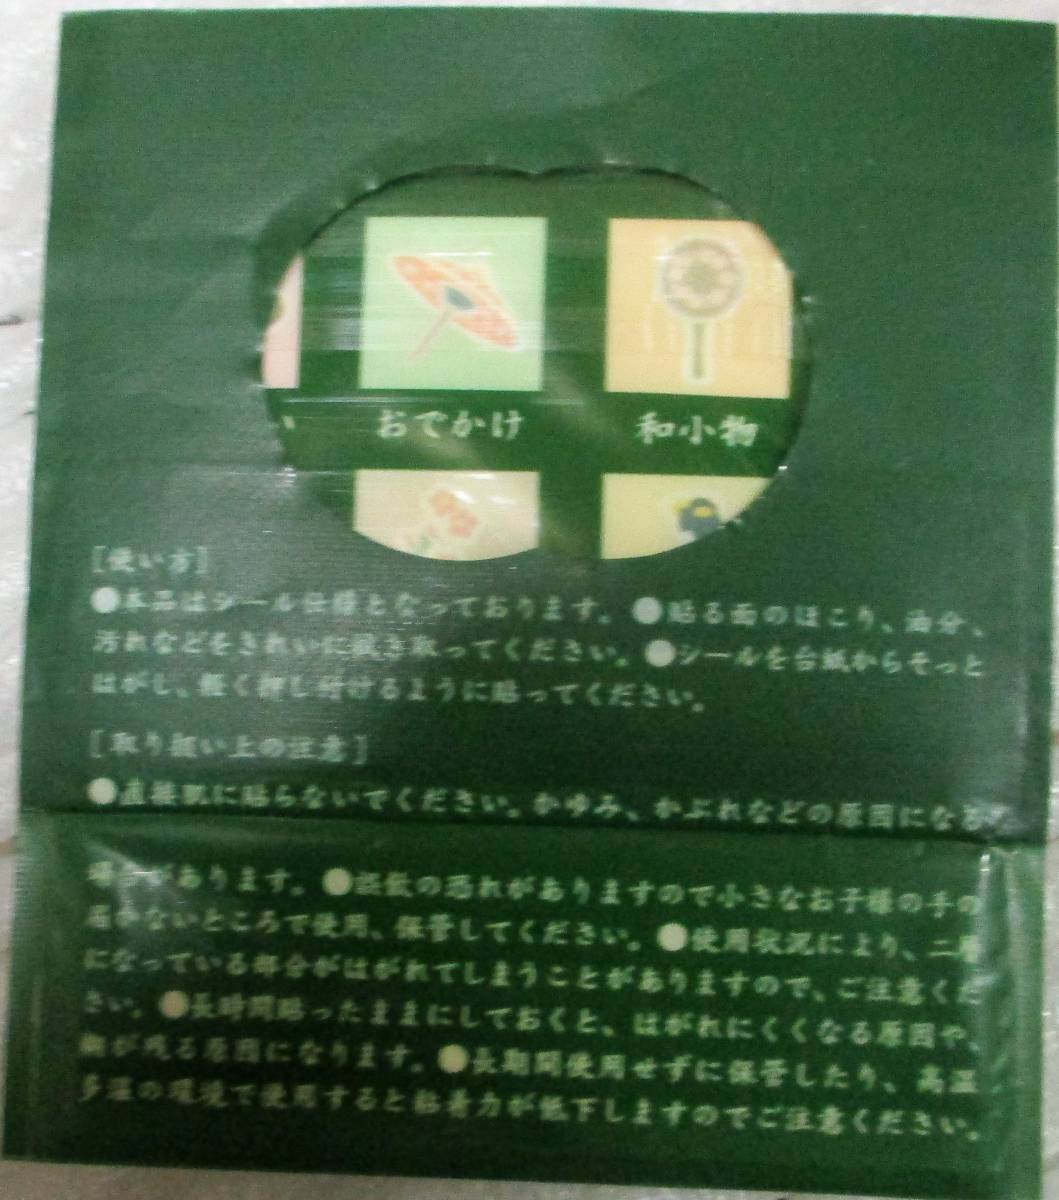 おでかけ
和小物
[使い方]
●本品はシール仕様となっております。●貼る面のほこり、油分、
汚れなどをきれいに拭き取ってください。●シールを台紙からそっと
はがし、軽く押し付けるように貼ってください。
[取り扱い上の注意]
●直接肌に貼らないでください。かゆみ、かぶれなどの原因になる
場合があります。●誤飲の恐れがありますので小さなお子様の手の
届かないところで使用、保管してください。●使用状況により、二層
になっている部分がはがれてしまうことがありますので、ご注意くだ
さい。●長時間貼ったままにしておくと、はがれにくくなる原因や、
糊が残る原因になります。●長期間使用せずに保管したり、高温
多湿の環境で使用すると粘着力が低下しますのでご注意ください。